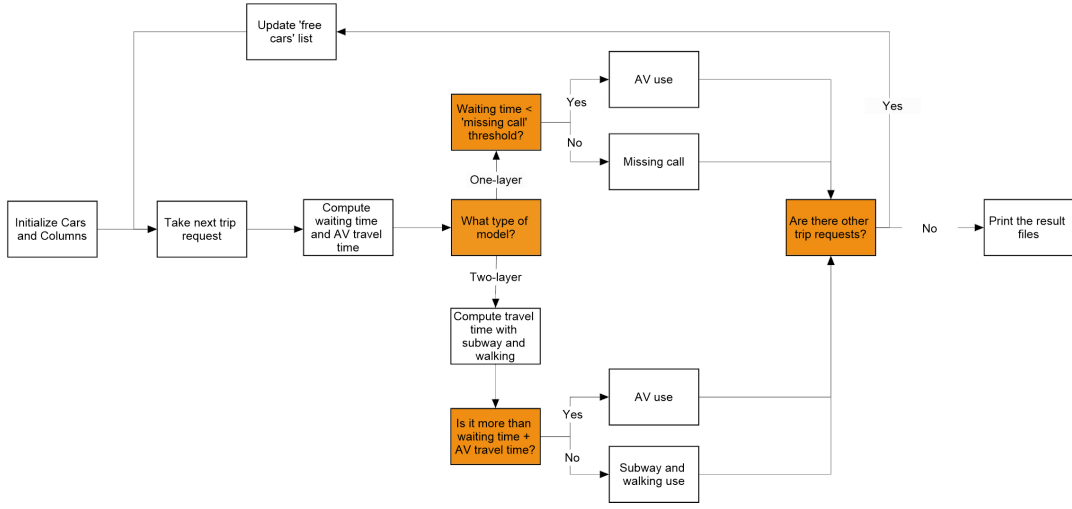 Update 'free
cars' list
AV use
Yes
Waiting time <
'missing call'
threshold?
Yes
No
Missing call
One-layer
Initialize Cars
and Columns
Take next trip
request
Compute
waiting time
and AV travel
time
What type of
model?
Are there other
trip requests?
No
Print the result
files
Two-layer
Compute travel
time with
subway and
walking
AV use
Is it more than
waiting time +
AV travel time?
Yes
No
Subway and
walking use